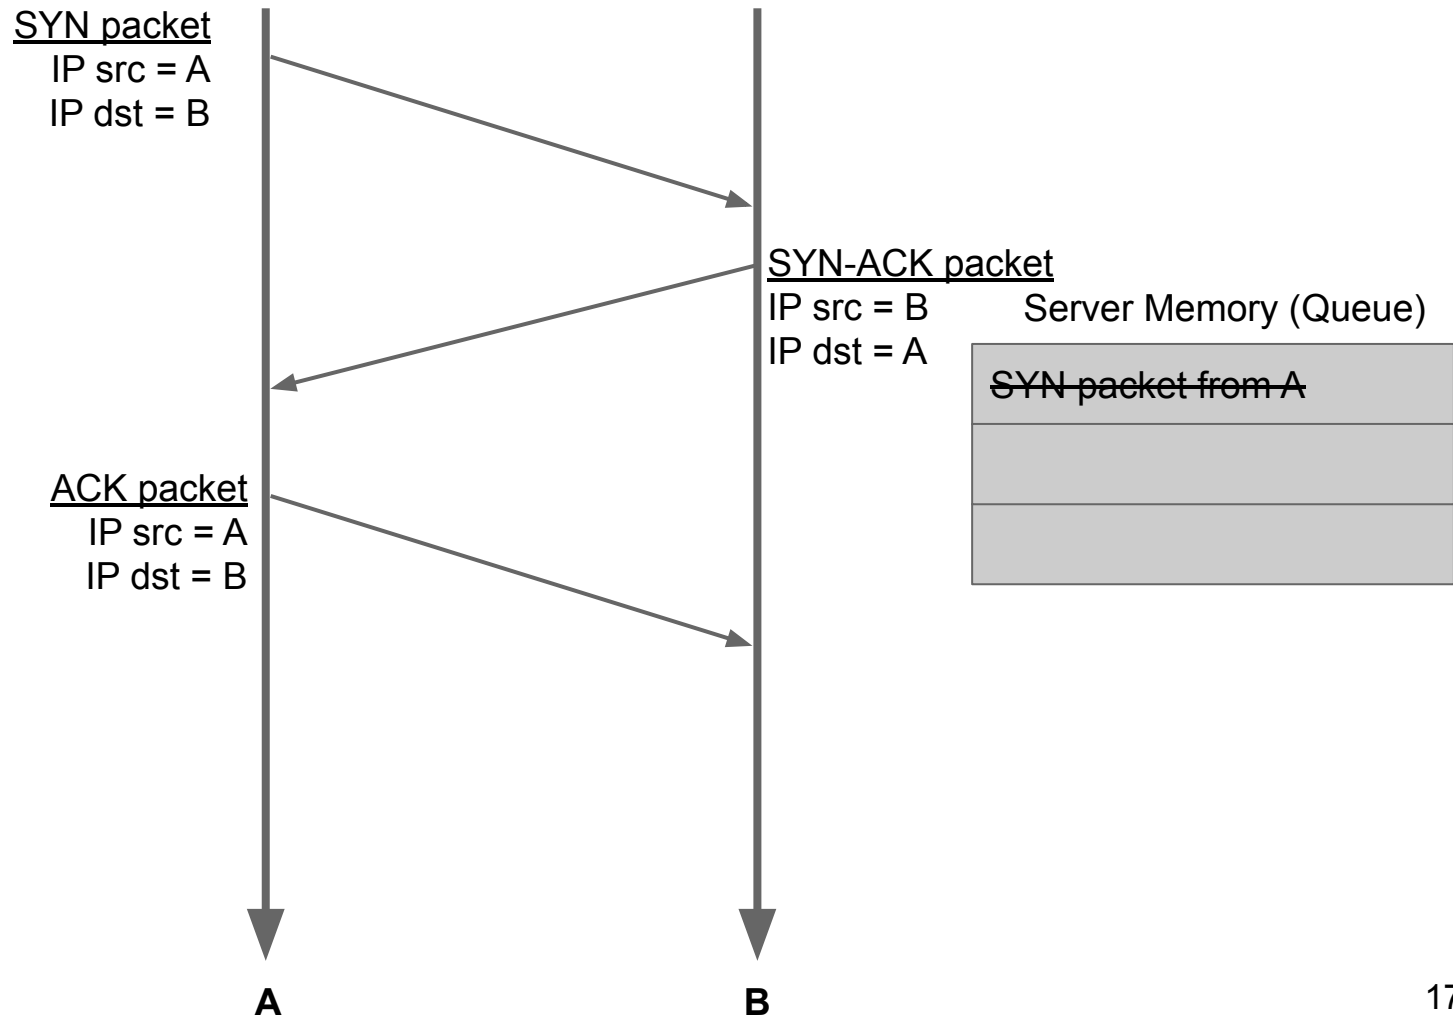 SYN packet
IP src = A
IP dst = B
SYN-ACK packet
IP src = B
IP dst = A
Server Memory (Queue)
SYN packet from A
ACK packet
IP src = A
IP dst = B
A
B
17